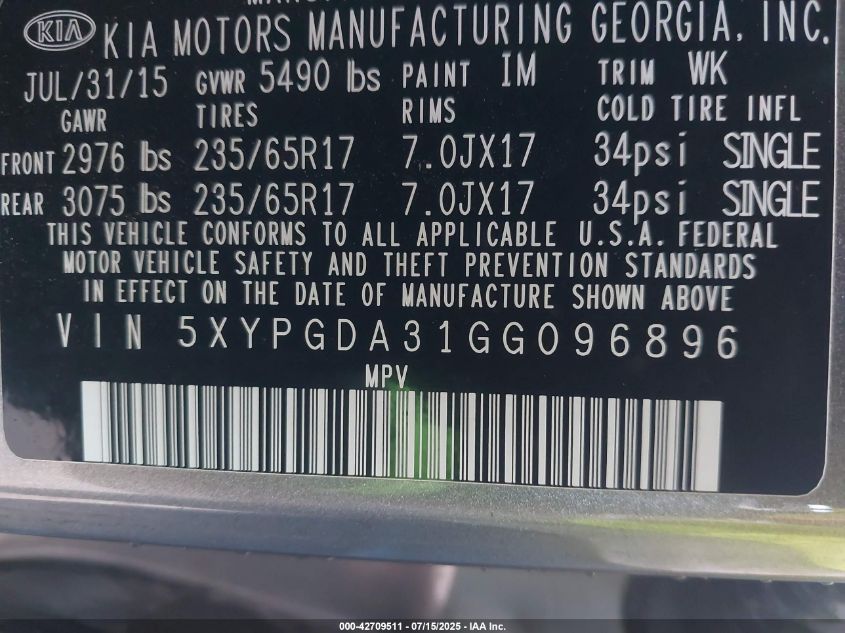 KIA KIA MOTORS MANUFACTURING GEORGIA, INC.
JUL/31/15 GVWR 5490 lbs PAINT IM TRIM WK
GAWR TIRES RIMS COLD TIRE INFL
FRONT 2976 lbs 235/65R17 7.0JX17 34psi SINGLE
REAR 3075 lbs 235/65R17 7.0JX17 34psi SINGLE
THIS VEHICLE CONFORMS TO ALL APPLICABLE U.S.A. FEDERAL
MOTOR VEHICLE SAFETY AND THEFT PREVENTION STANDARDS
IN EFFECT ON THE DATE OF MANUFACTURE SHOWN ABOVE
VIN 5XYPGDA31GG096896
MPV
000-42709511 - 07/15/2025 - IAA Inc.